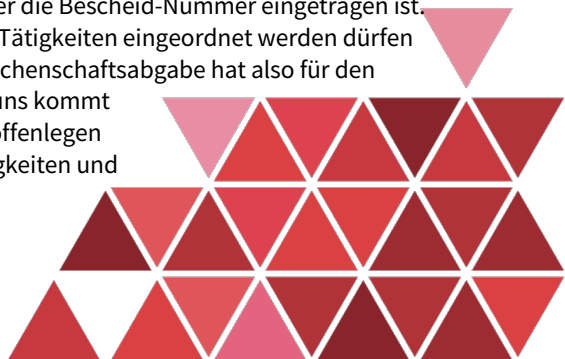 er die Bescheid-Nummer eingetragen ist.
Tätigkeiten eingeordnet werden dürfen
chenschaftsabgabe hat also für den
uns kommt
offenlegen
gkeiten und